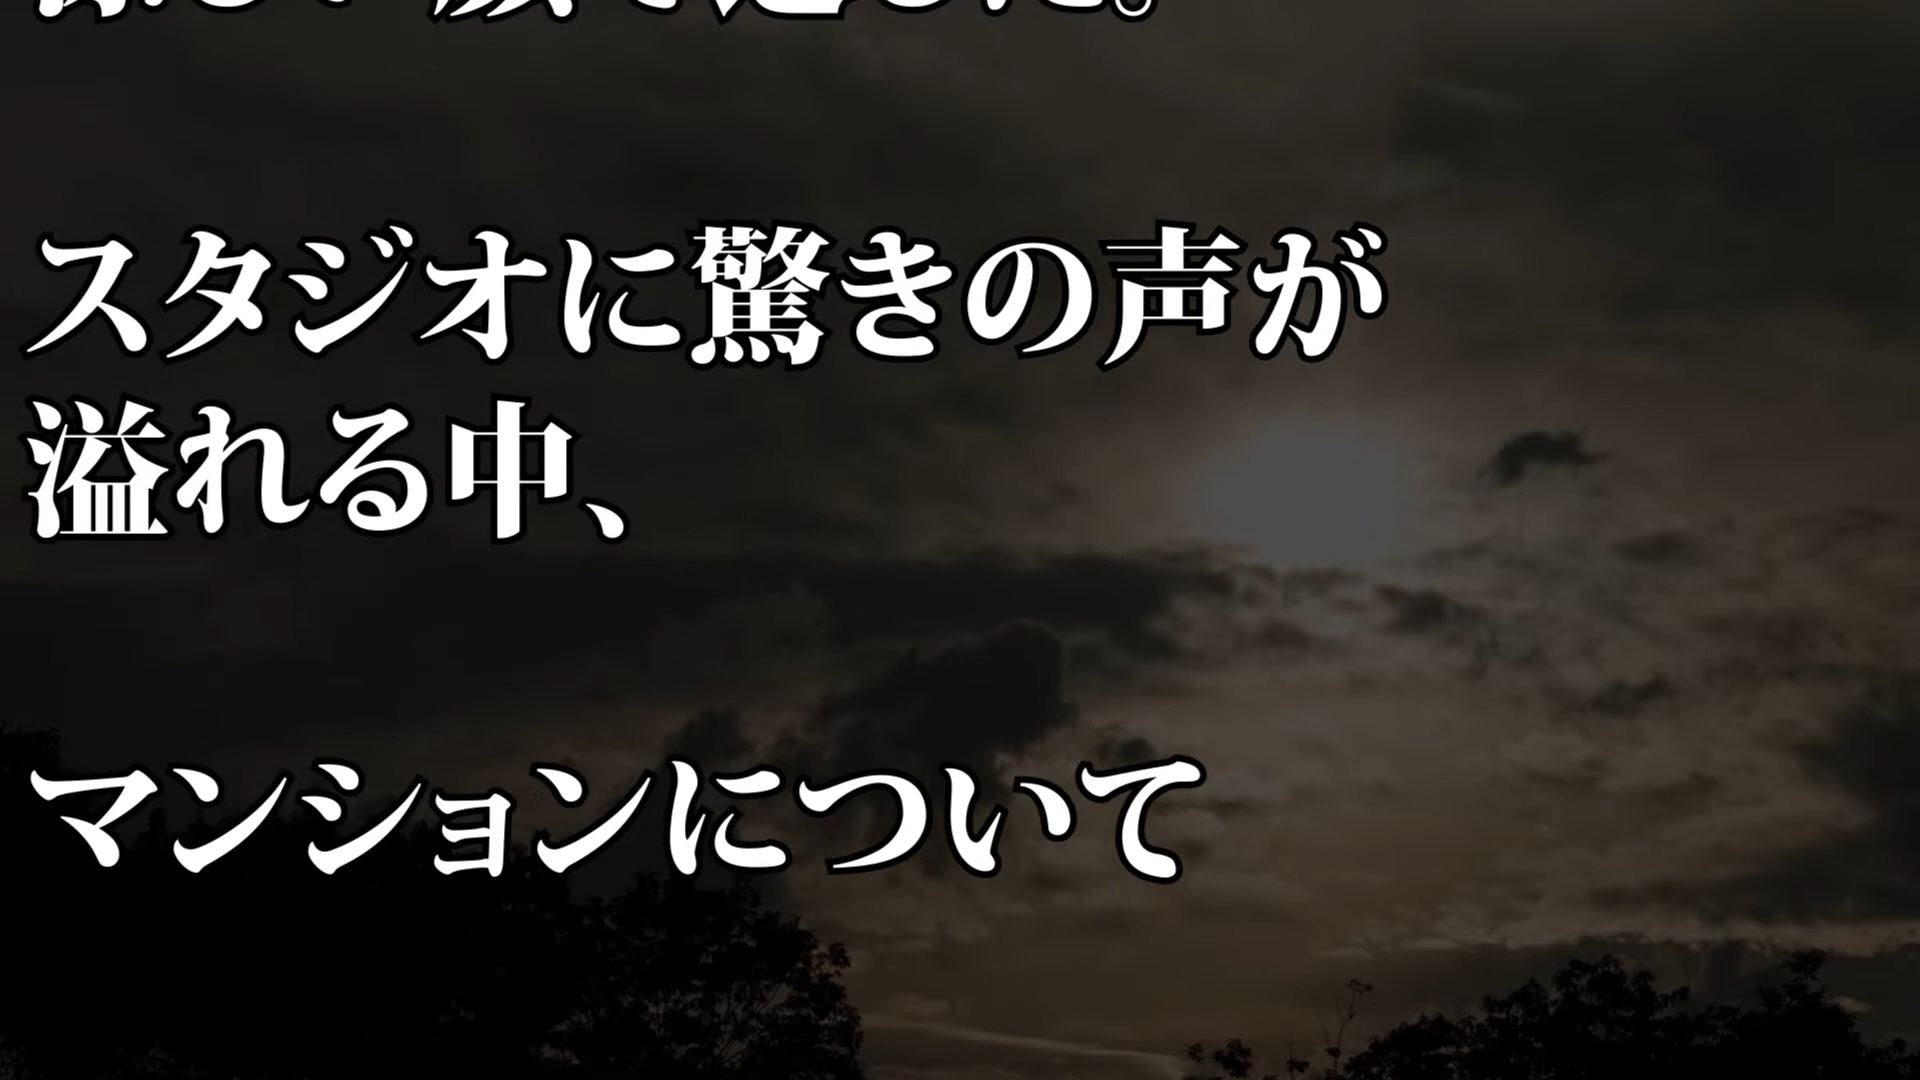 スタジオに驚きの声が
溢れる中、
マンションについて